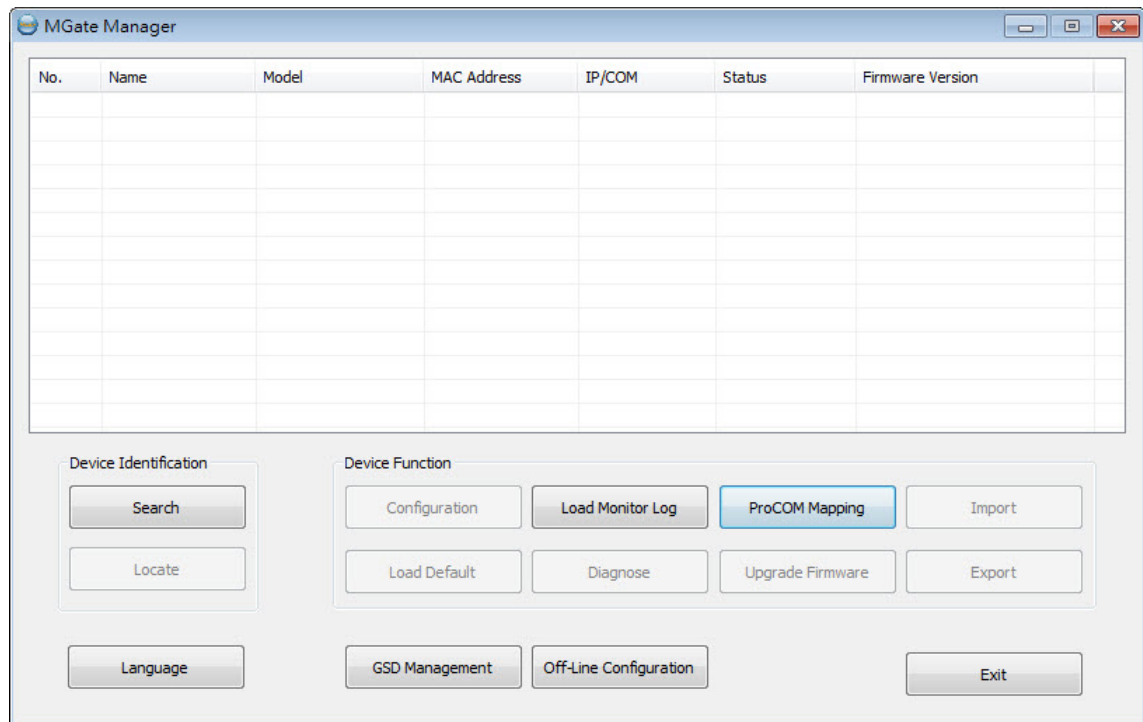 MGate Manager
No. Name Model MAC Address IP/COM Status Firmware Version
Device Identification
Search
Locate
Device Function
Configuration Load Monitor Log ProCOM Mapping Import
Load Default Diagnose Upgrade Firmware Export
Language GSD Management Off-Line Configuration Exit